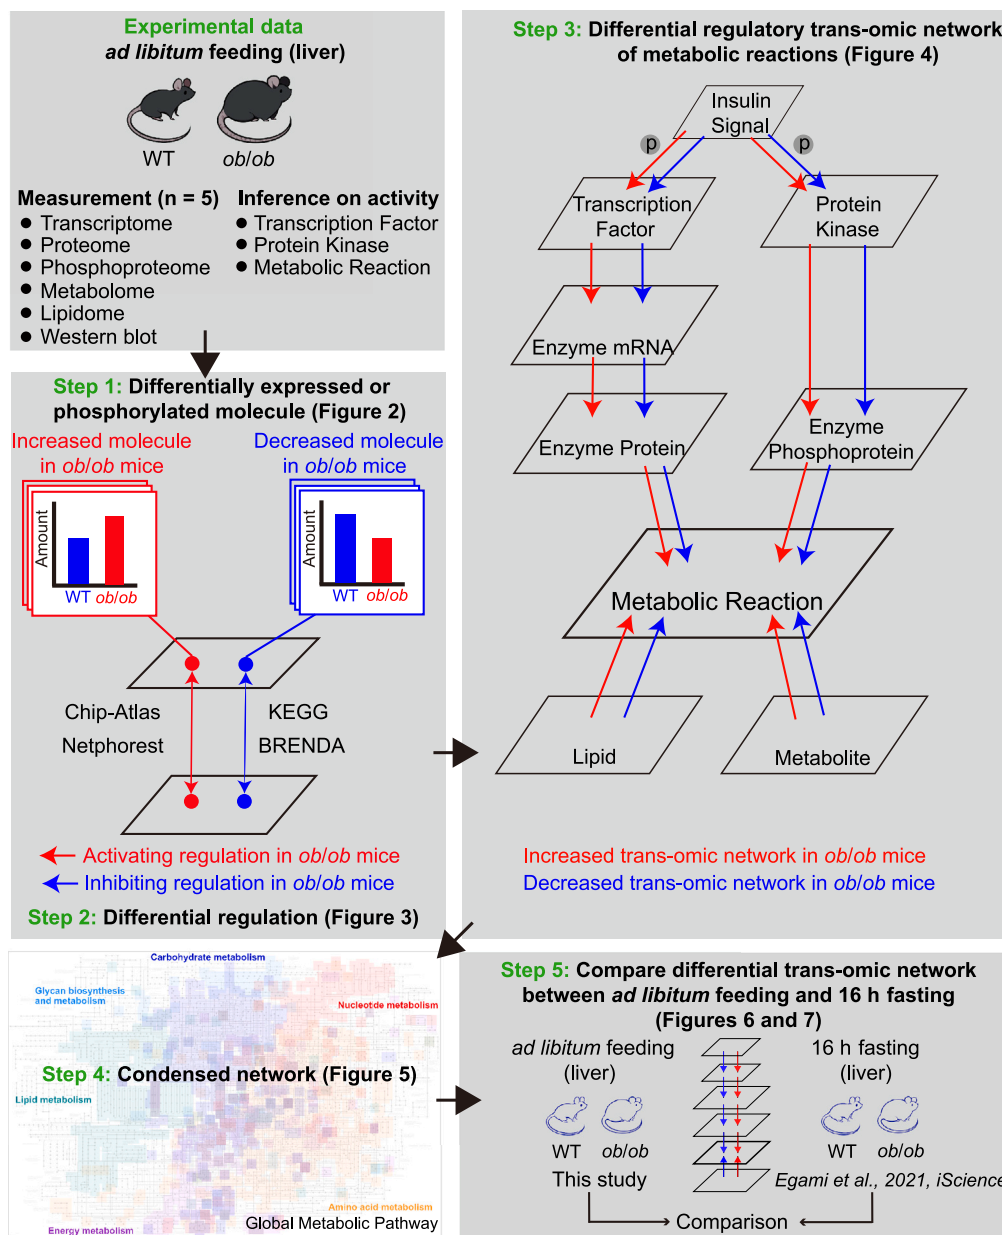 Experimental data
ad libitum feeding (liver)
WT
ob/ob
Measurement (n = 5)
● Transcriptome
● Proteome
● Phosphoproteome
● Metabolome
● Lipidome
● Western blot
Inference on activity
● Transcription Factor
● Protein Kinase
● Metabolic Reaction
Step 1: Differentially expressed or
phosphorylated molecule (Figure 2)
Increased molecule
in ob/ob mice
Decreased molecule
in ob/ob mice
Amount
WT
ob/ob
Amount
WT
ob/ob
Chip-Atlas
KEGG
Netphorest
BRENDA
Activating regulation in ob/ob mice
Inhibiting regulation in ob/ob mice
Step 2: Differential regulation (Figure 3)
Step 3: Differential regulatory trans-omic network
of metabolic reactions (Figure 4)
Insulin
Signal
p
p
Transcription
Factor
Protein
Kinase
Enzyme mRNA
Enzyme Protein
Enzyme
Phosphoprotein
Metabolic Reaction
Lipid
Metabolite
Increased trans-omic network in ob/ob mice
Decreased trans-omic network in ob/ob mice
Carbohydrate metabolism
Glycan biosynthesis
and metabolism
Nucleotide metabolism
Step 4: Condensed network (Figure 5)
Lipid metabolism
Amino acid metabolism
Global Metabolic Pathway
Energy metabolism
Step 5: Compare differential trans-omic network
between ad libitum feeding and 16 h fasting
(Figures 6 and 7)
ad libitum feeding
(liver)
WT
ob/ob
This study
16 h fasting
(liver)
WT
ob/ob
Egami et al., 2021, iScience
Comparison